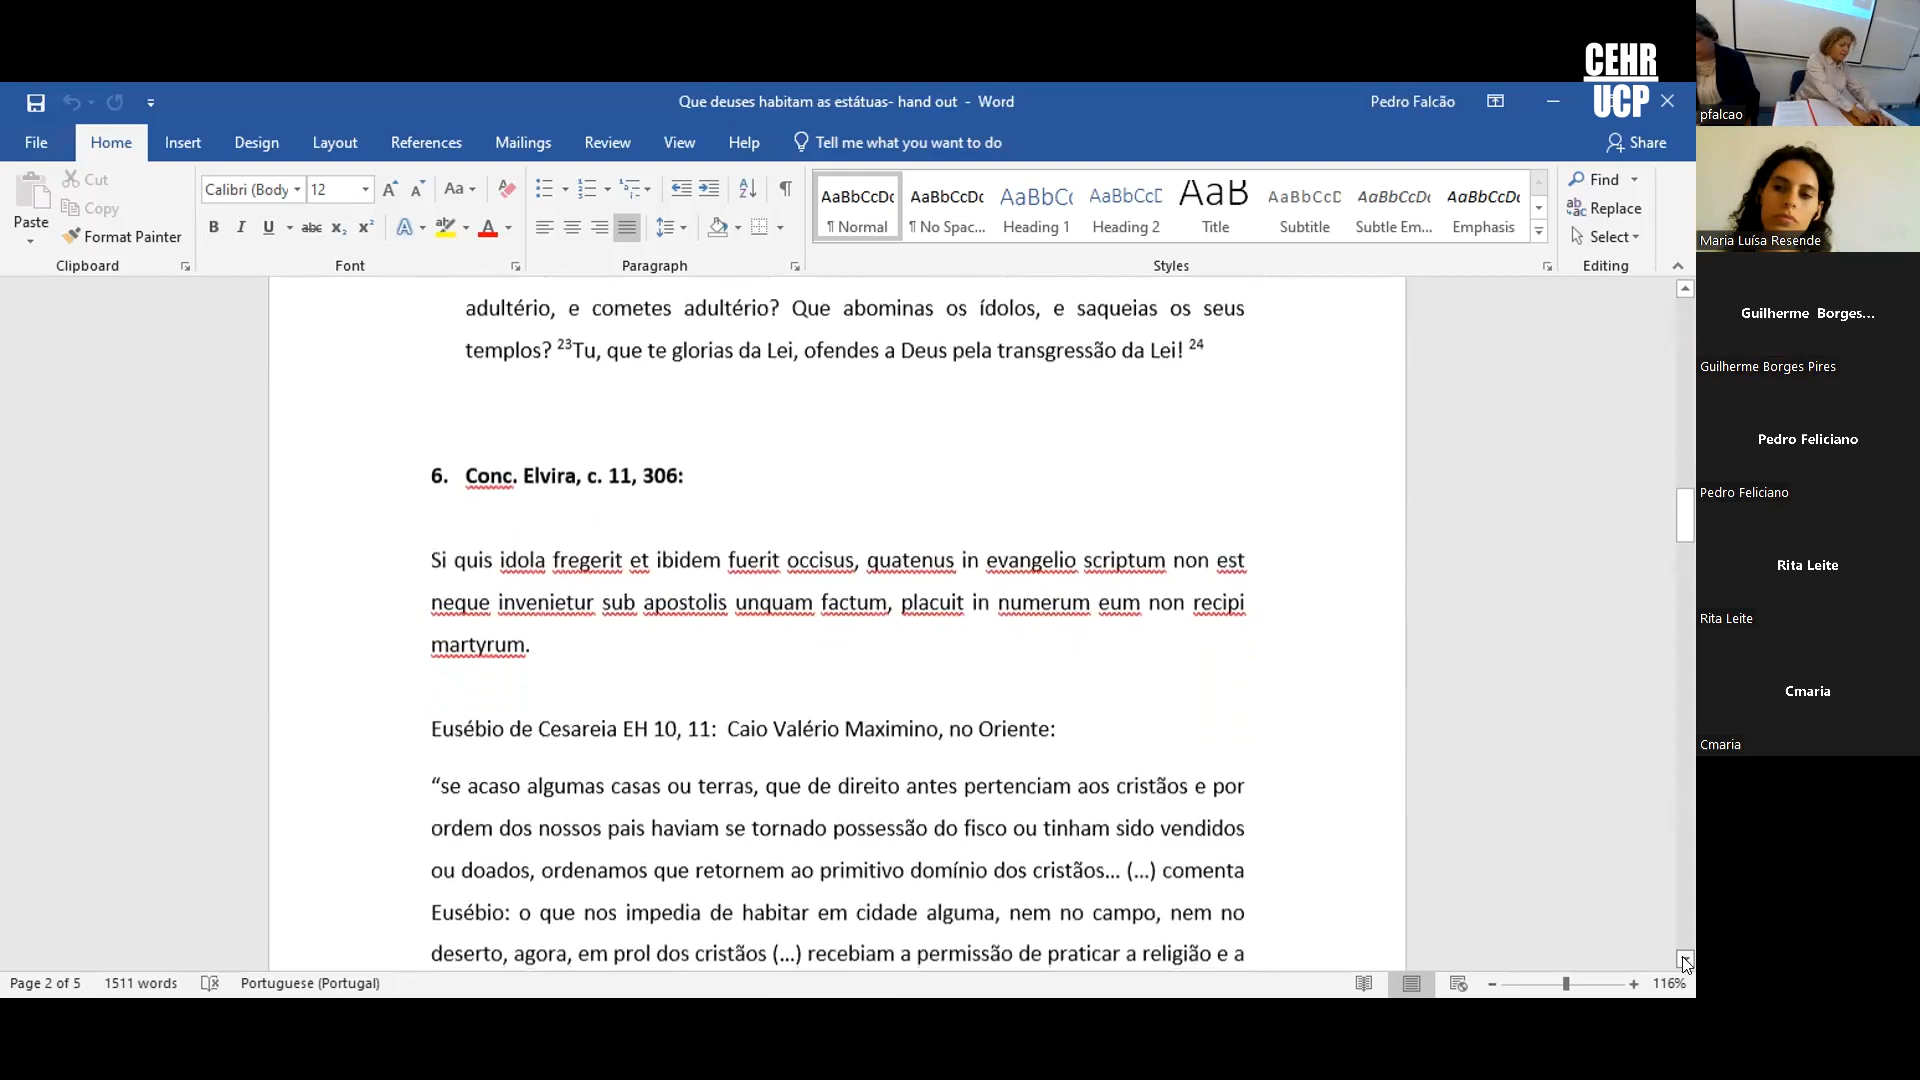 CEHR
UCP
Que deuses habitam as estátuas- hand out - Word
Pedro Falcão
File Home Insert Design Layout References Mailings Review View Help Tell me what you want to do Share
Paste
Cut
Copy
Format Painter
Clipboard
Calibri (Body 12
Font
Paragraph
AaBbCcDc AaBbCcDc AaBbC( AaBbCcD AaB AaBbCcD AaBbCcDc AaBbCcDc
¶ Normal ¶ No Spac... Heading 1 Heading 2 Title Subtitle Subtle Em... Emphasis
Styles
Find
Replace
Select
Editing
adultério, e cometes adultério? Que abominas os ídolos, e saqueias os seus
templos? ²³Tu, que te glorias da Lei, ofendes a Deus pela transgressão da Lei! ²⁴
6. Conc. Elvira, c. 11, 306:
Si quis idola fregerit et ibidem fuerit occisus, quatenus in evangelio scriptum non est
neque invenietur sub apostolis unquam factum, placuit in numerum eum non recipi
martyrum.
Eusébio de Cesareia EH 10, 11: Caio Valério Maximino, no Oriente:
“se acaso algumas casas ou terras, que de direito antes pertenciam aos cristãos e por
ordem dos nossos pais haviam se tornado possessão do fisco ou tinham sido vendidos
ou doados, ordenamos que retornem ao primitivo domínio dos cristãos... (...) comenta
Eusébio: o que nos impedia de habitar em cidade alguma, nem no campo, nem no
deserto, agora, em prol dos cristãos (...) recebiam a permissão de praticar a religião e a
Page 2 of 5 1511 words Portuguese (Portugal) 116%
pfalcao
Maria Luísa Resende
Guilherme Borges...
Guilherme Borges Pires
Pedro Feliciano
Pedro Feliciano
Rita Leite
Rita Leite
Cmaria
Cmaria